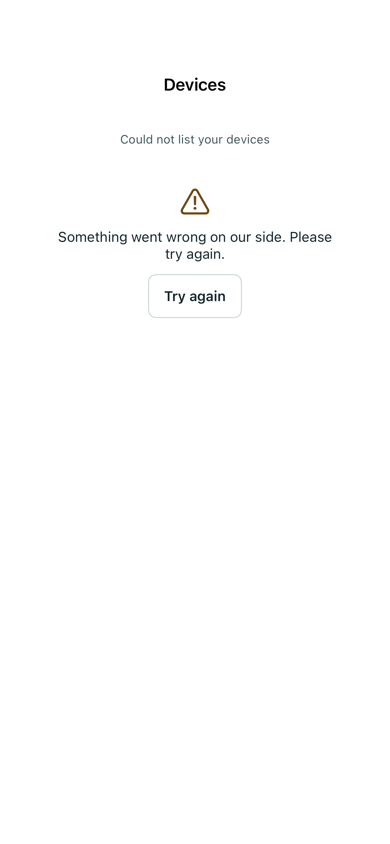 Devices
Could not list your devices
Something went wrong on our side. Please
try again.
Try again